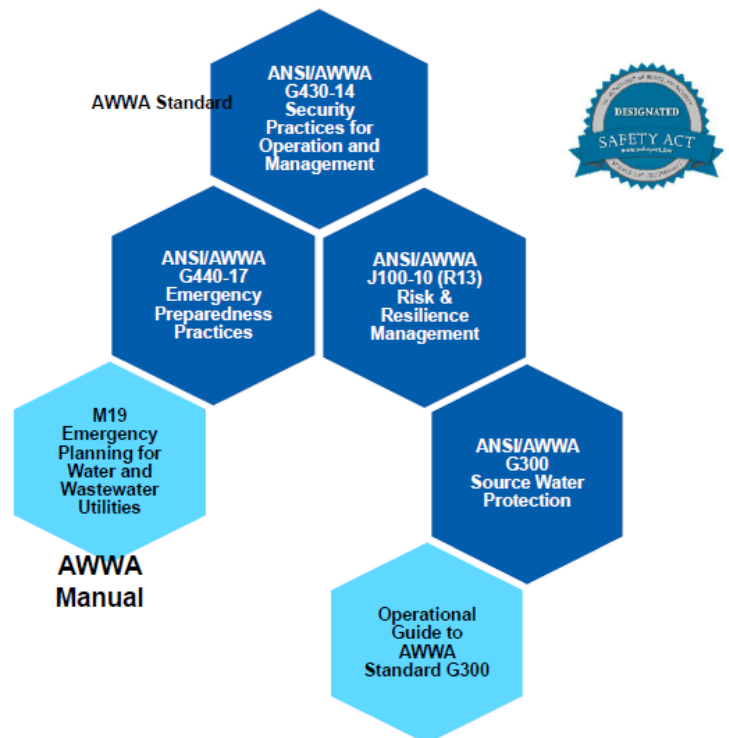 ANSI/AWWA
G430-14
Security
Practices for
Operation and
Management
AWWA Standard
DESIGNATED
SAFETY ACT
ANSI/AWWA
G440-17
Emergency
Preparedness
Practices
ANSI/AWWA
J100-10 (R13)
Risk &
Resilience
Management
M19
Emergency
Planning for
Water and
Wastewater
Utilities
ANSI/AWWA
G300
Source Water
Protection
AWWA
Manual
Operational
Guide to
AWWA
Standard G300